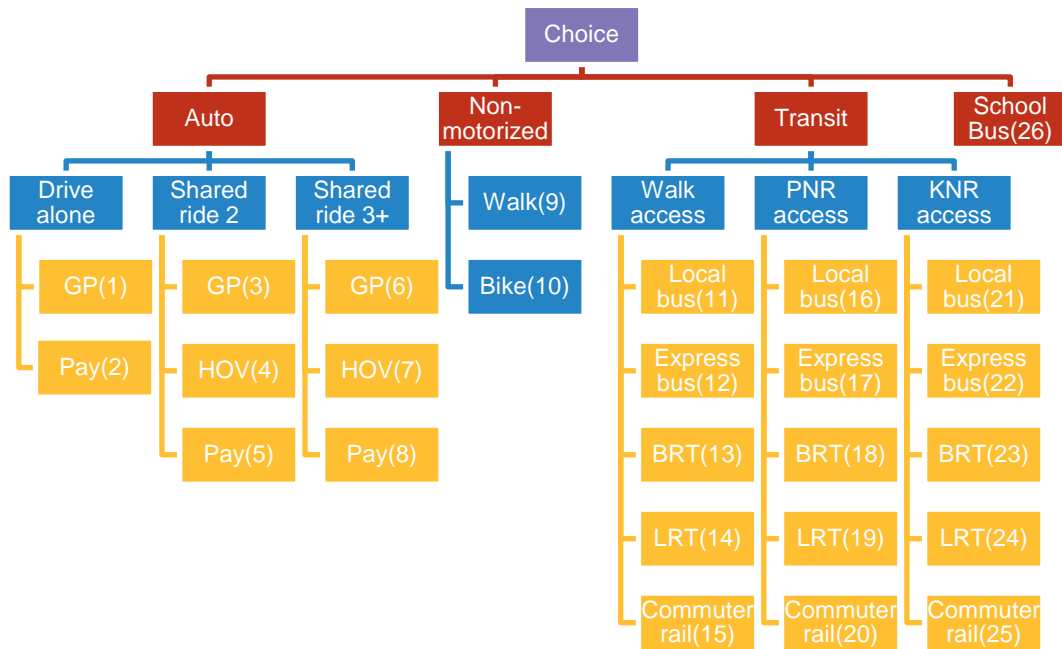 Choice
Auto
Non-
motorized
Transit
School
Bus(26)
Drive
alone
Shared
ride 2
Shared
ride 3+
Walk(9)
Walk
access
PNR
access
KNR
access
GP(1)
GP(3)
GP(6)
Bike(10)
Local
bus(11)
Local
bus(16)
Local
bus(21)
Pay(2)
HOV(4)
HOV(7)
Express
bus(12)
Express
bus(17)
Express
bus(22)
Pay(5)
Pay(8)
BRT(13)
BRT(18)
BRT(23)
LRT(14)
LRT(19)
LRT(24)
Commuter
rail(15)
Commuter
rail(20)
Commuter
rail(25)